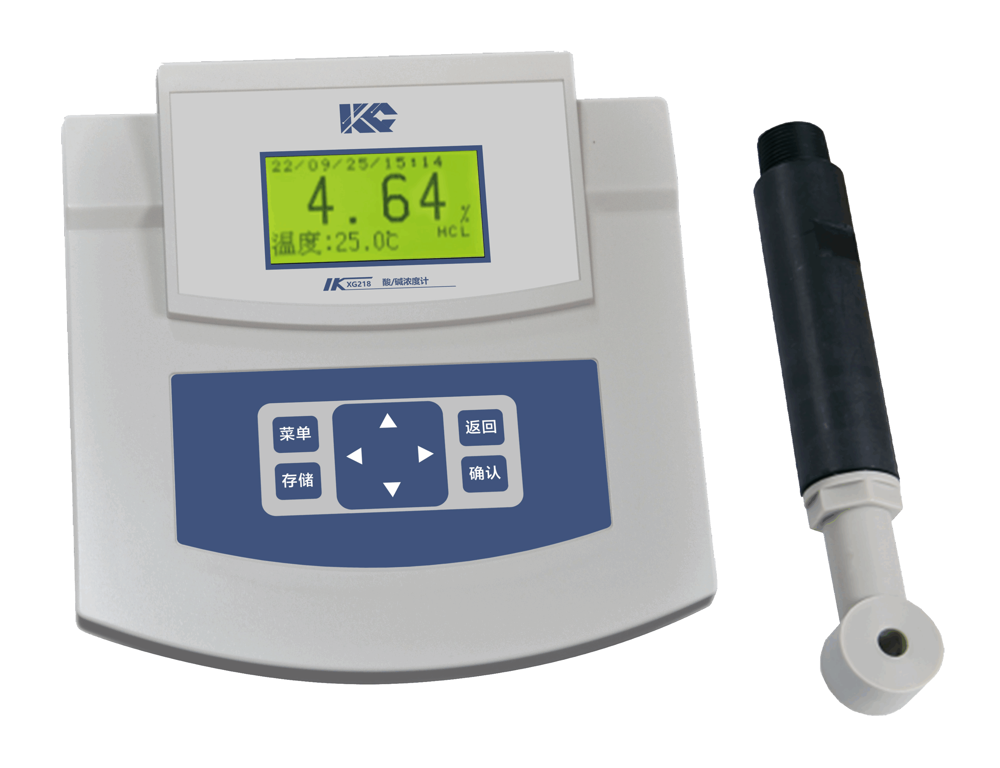 KC
22/09/25/15:14
4.64 %
HCL
温度:25.0℃
XG218 酸/碱浓度计
菜单
返回
存储
确认